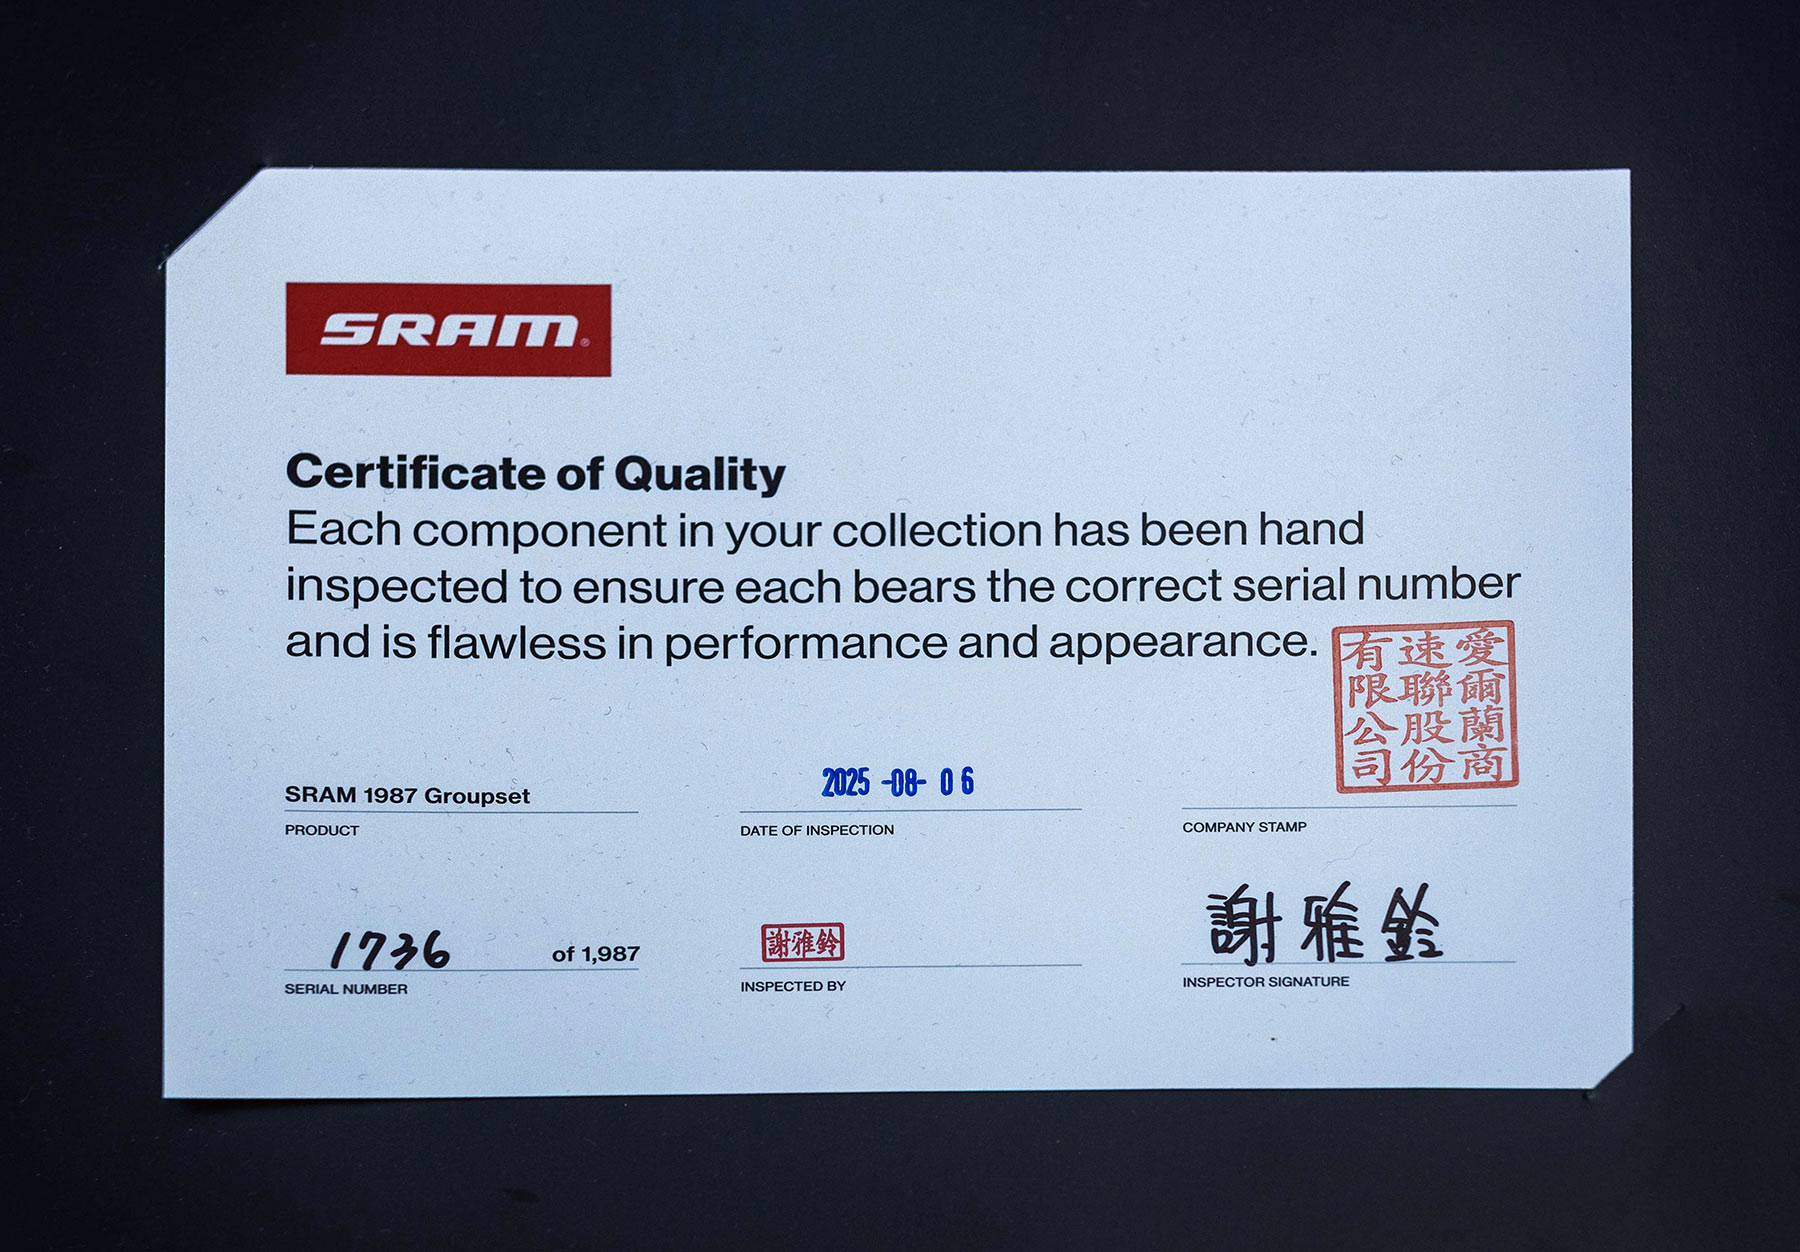 SRAM®
Certificate of Quality
Each component in your collection has been hand
inspected to ensure each bears the correct serial number
and is flawless in performance and appearance.
愛爾蘭商
速聯股份
有限公司
SRAM 1987 Groupset
PRODUCT
2025 -08- 06
DATE OF INSPECTION
COMPANY STAMP
1736 of 1,987
SERIAL NUMBER
謝雅鈴
INSPECTED BY
謝雅鈴
INSPECTOR SIGNATURE